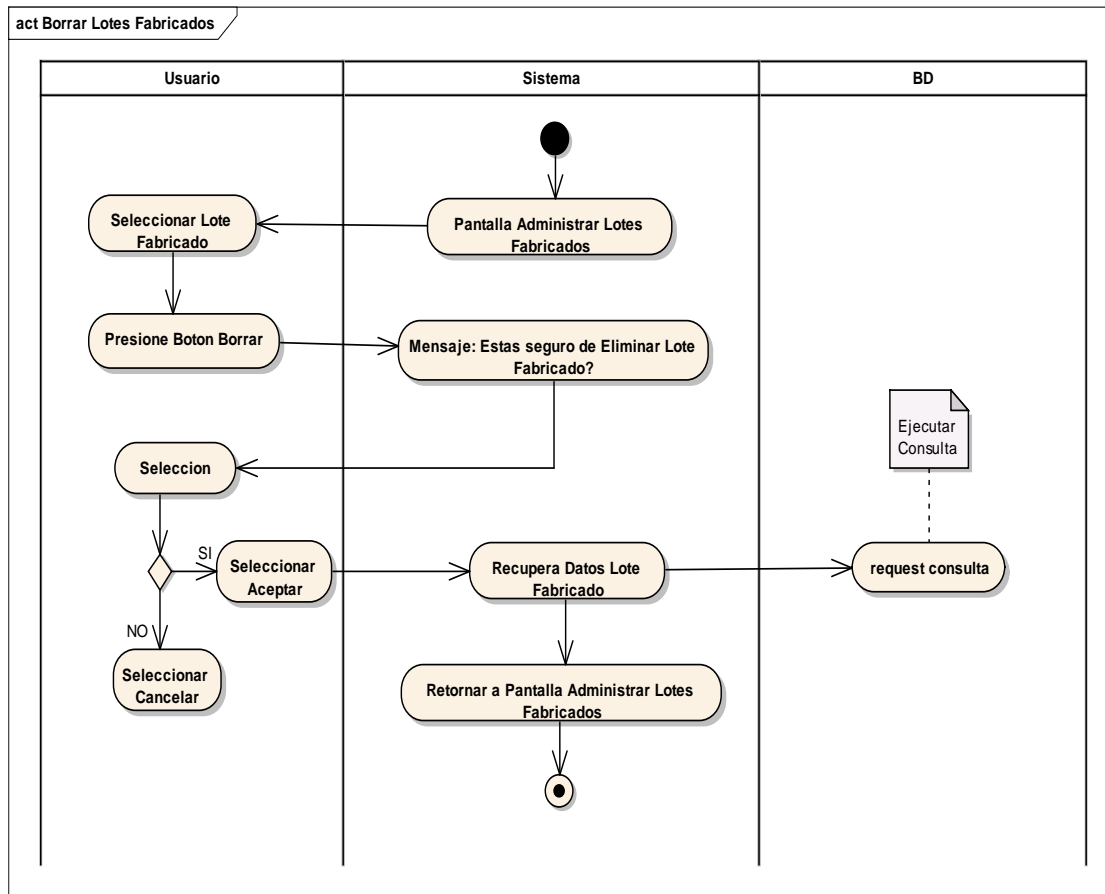 act Borrar Lotes Fabricados
Usuario
Sistema
BD
Seleccionar Lote
Fabricado
Pantalla Administrar Lotes
Fabricados
Presione Boton Borrar
Mensaje: Estas seguro de Eliminar Lote
Fabricado?
Ejecutar
Consulta
Seleccion
SI
Seleccionar
Aceptar
Recupera Datos Lote
Fabricado
request consulta
NO
Seleccionar
Cancelar
Retornar a Pantalla Administrar Lotes
Fabricados